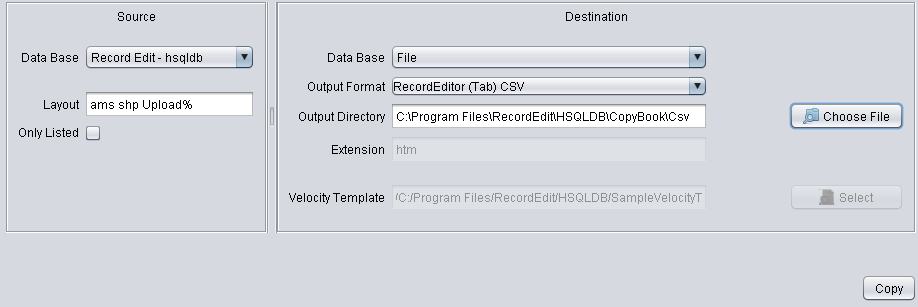 Source
Data Base Record Edit - hsqldb
Layout ams shp Upload%
Only Listed
Destination
Data Base File
Output Format RecordEditor (Tab) CSV
Output Directory C:\Program Files\RecordEdit\HSQLDB\CopyBook\Csv Choose File
Extension htm
Velocity Template /C:/Program Files/RecordEdit/HSQLDB/SampleVelocityT Select
Copy